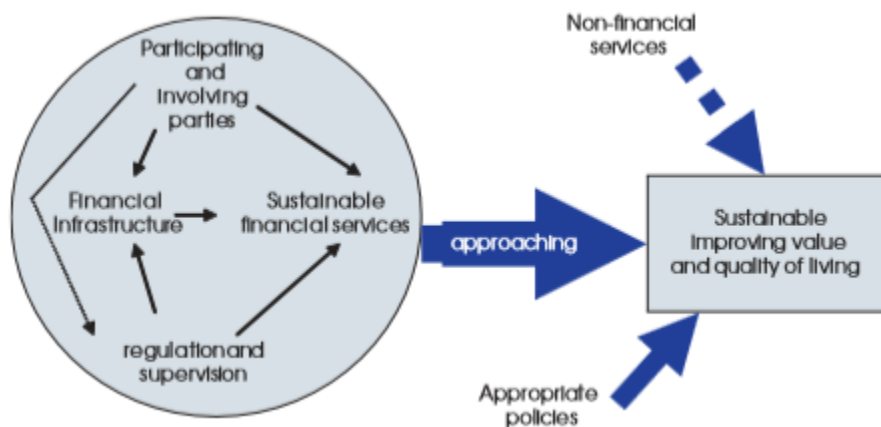 Participating
and
involving
parties
Financial
infrastructure
Sustainable
financial services
regulationand
supervision
approaching
Non-financial
services
Sustainable
improving value
and quality of living
Appropriate
policies